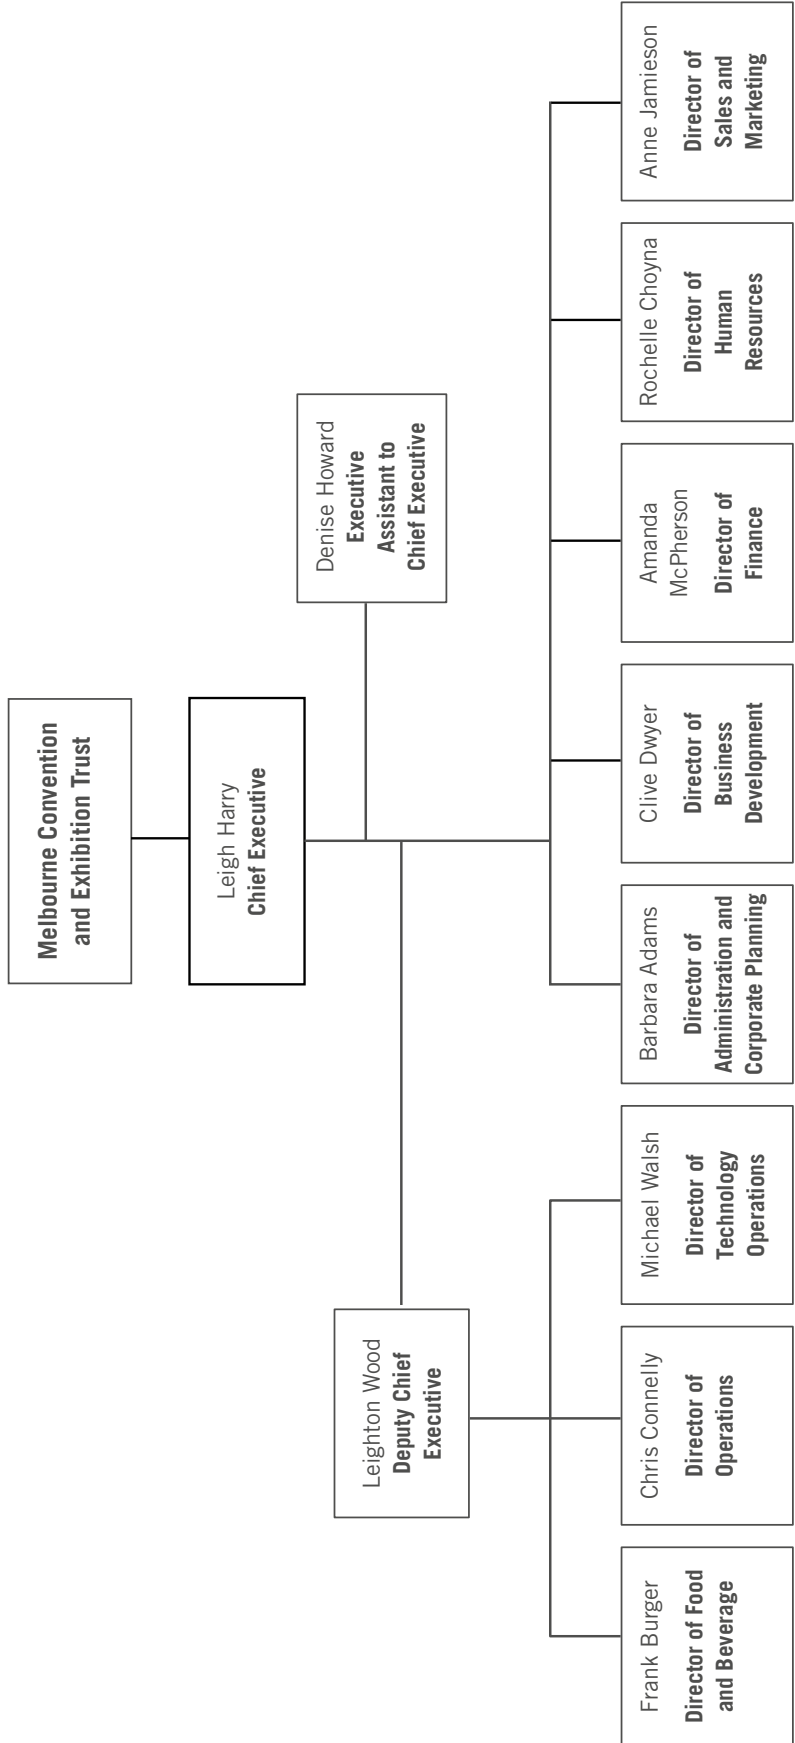 Melbourne Convention
and Exhibition Trust
Leigh Harry
Chief Executive
Denise Howard
Executive
Assistant to
Chief Executive
Leighton Wood
Deputy Chief
Executive
Frank Burger
Director of Food
and Beverage
Chris Connelly
Director of
Operations
Michael Walsh
Director of
Technology
Operations
Barbara Adams
Director of
Administration and
Corporate Planning
Clive Dwyer
Director of
Business
Development
Amanda
McPherson
Director of
Finance
Rochelle Choyna
Director of
Human
Resources
Anne Jamieson
Director of
Sales and
Marketing